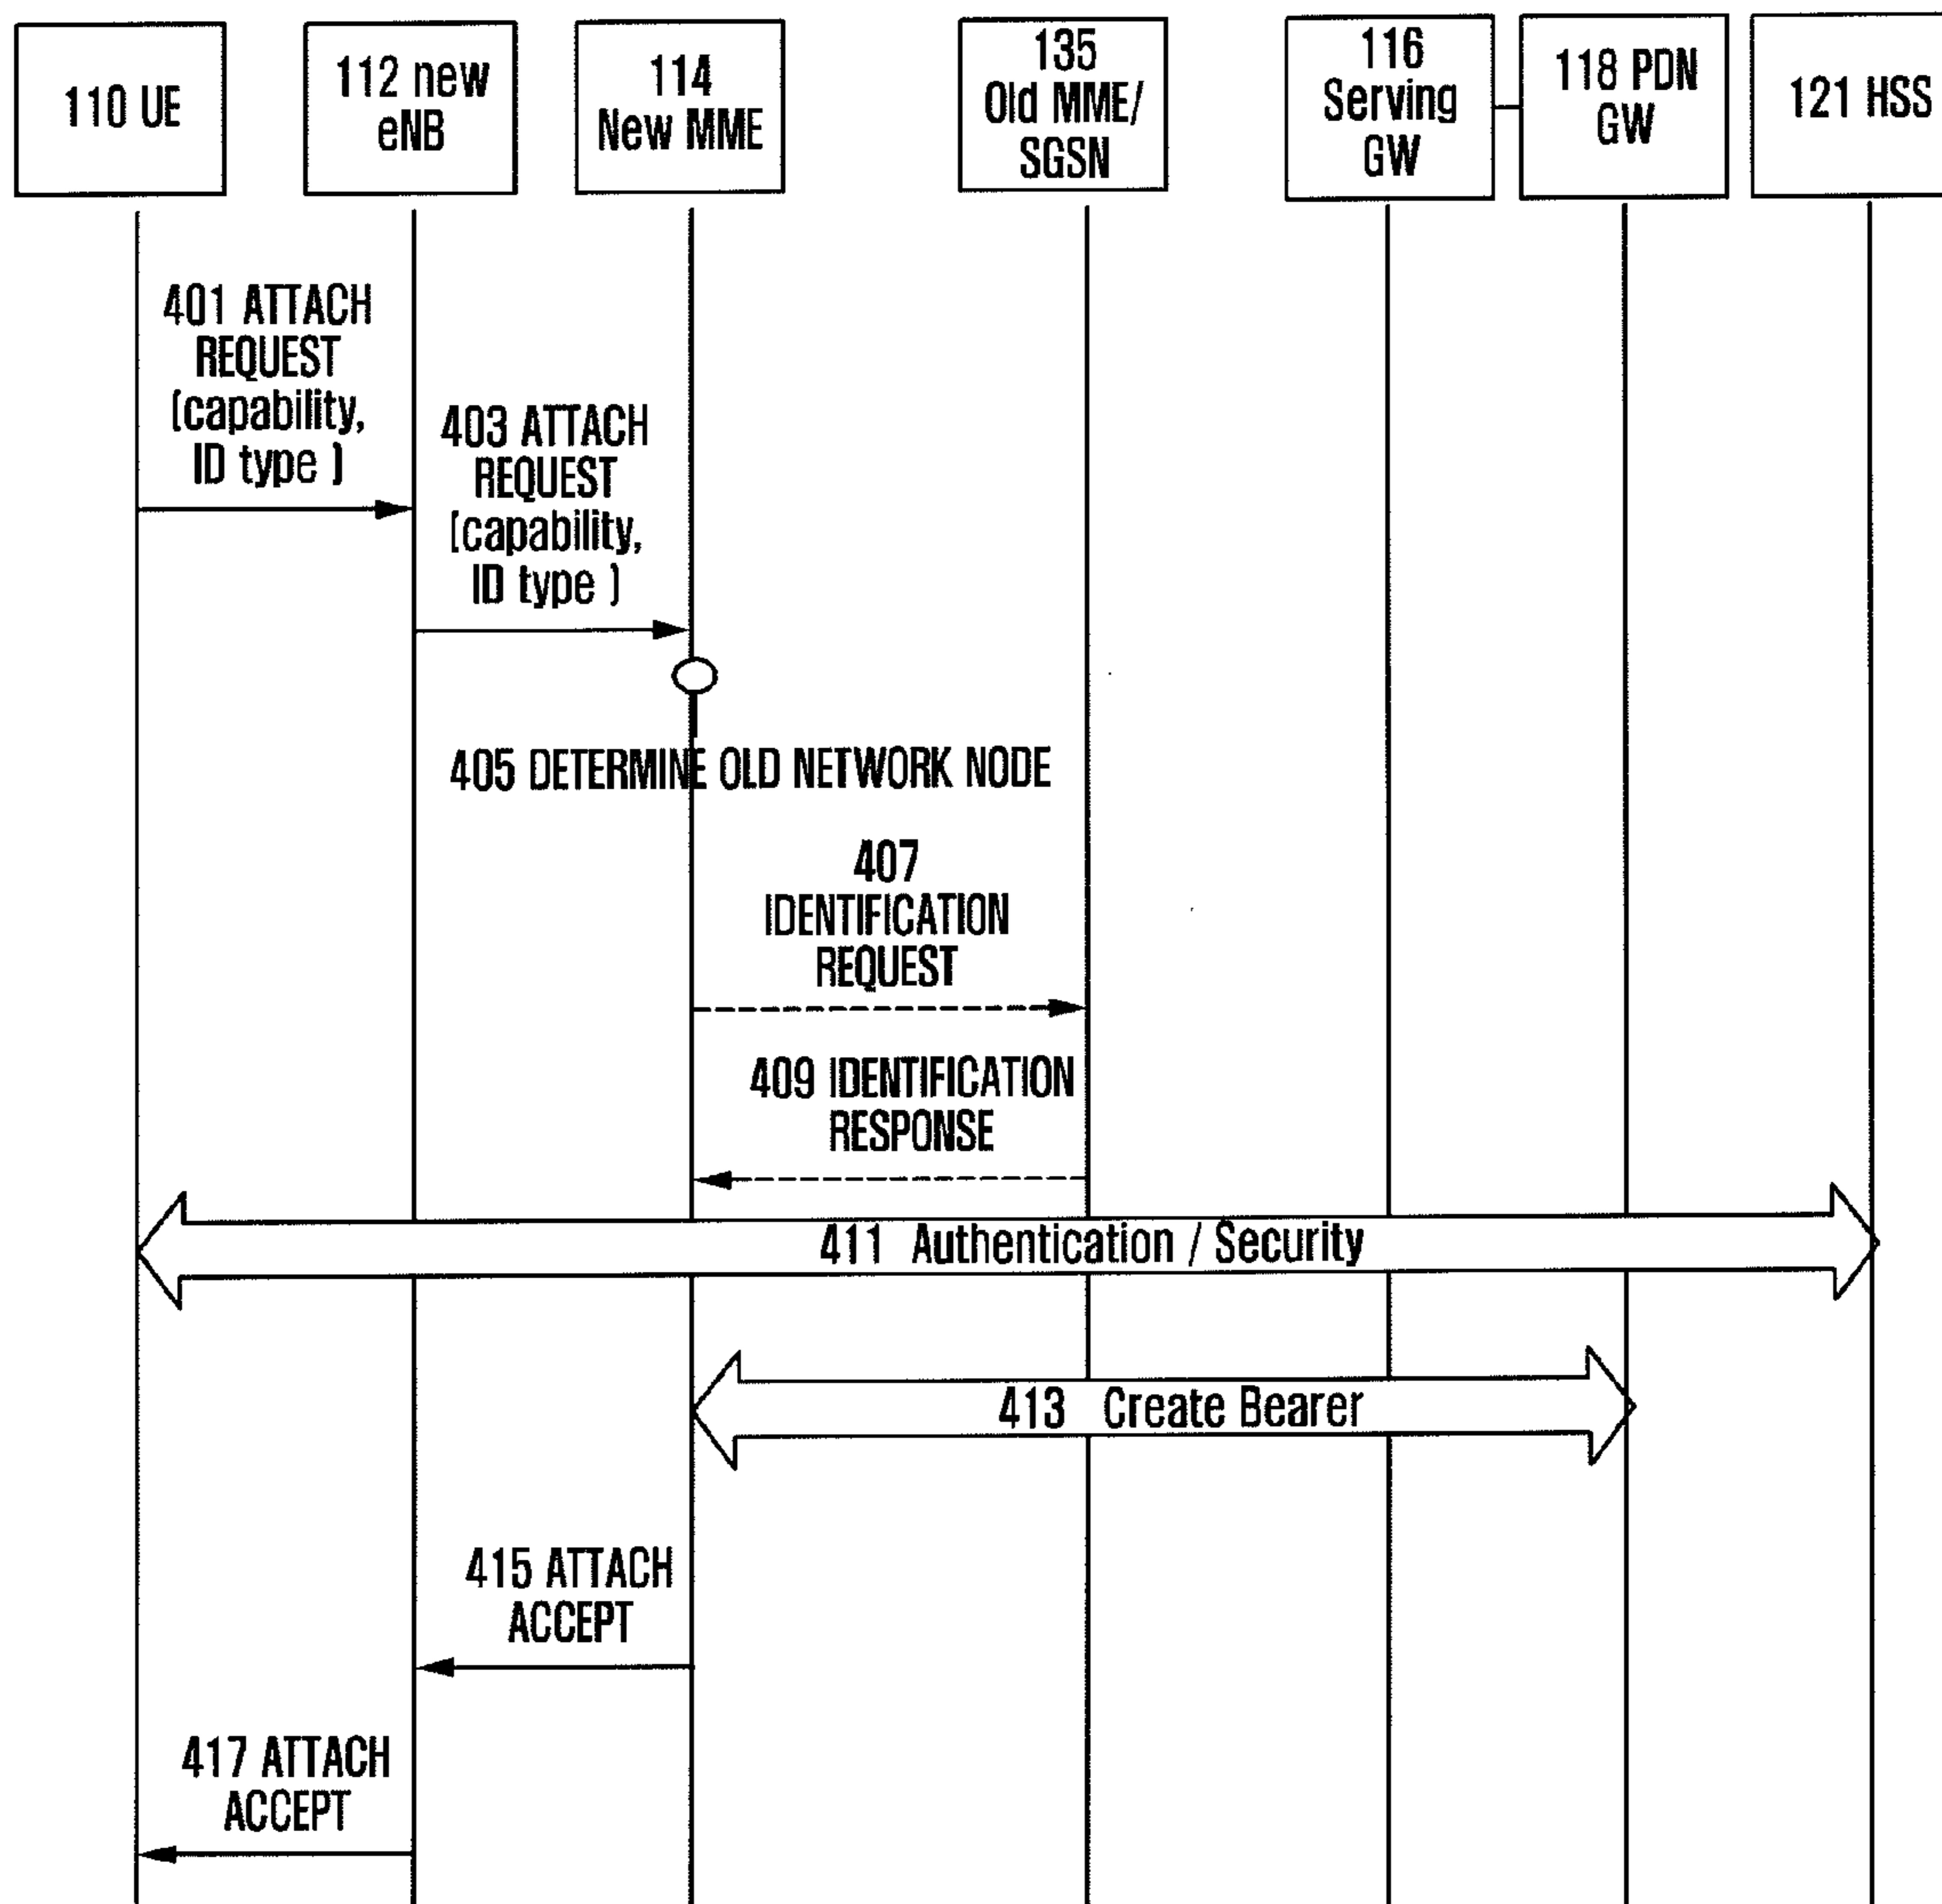 110 UE
112 new
eNB
114
New MME
135
Old MME/
SGSN
116
Serving
GW
118 PDN
GW
121 HSS
401 ATTACH
REQUEST
(capability,
ID type )
403 ATTACH
REQUEST
(capability,
ID type )
405 DETERMINE OLD NETWORK NODE
407
IDENTIFICATION
REQUEST
409 IDENTIFICATION
RESPONSE
411 Authentication / Security
413 Create Bearer
415 ATTACH
ACCEPT
417 ATTACH
ACCEPT